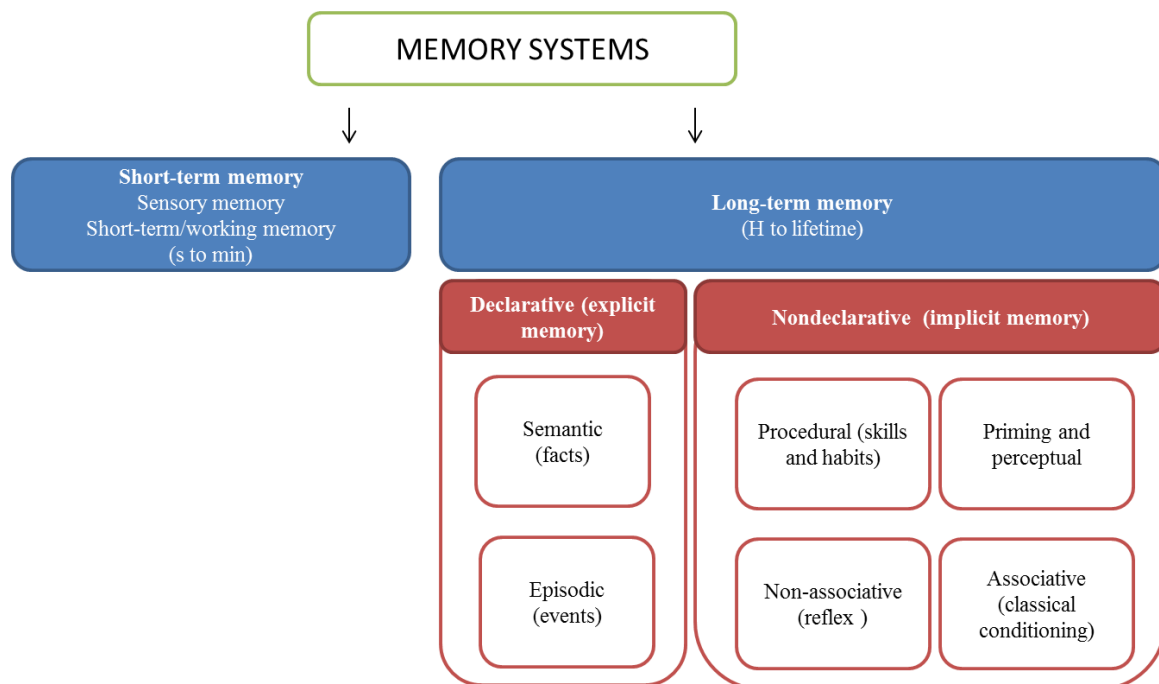 MEMORY SYSTEMS
Short-term memory
Sensory memory
Short-term/working memory
(s to min)
Long-term memory
(H to lifetime)
Declarative (explicit
memory)
Nondeclarative (implicit memory)
Semantic
(facts)
Procedural (skills
and habits)
Priming and
perceptual
Episodic
(events)
Non-associative
(reflex )
Associative
(classical
conditioning)